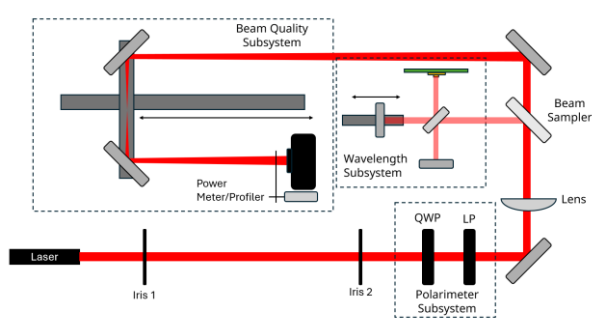 Beam Quality
Subsystem
Beam
Sampler
Wavelength
Subsystem
Power
Meter/Profiler
Lens
QWP
LP
Laser
Iris 1
Iris 2
Polarimeter
Subsystem